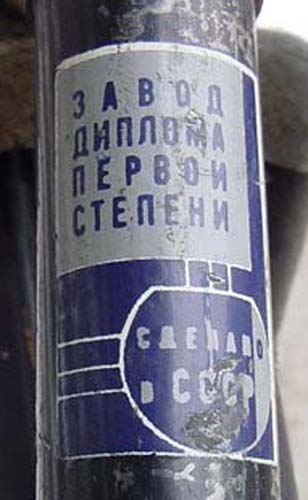 ЗАВОД
ДИПЛОМА
ПЕРВОЙ
СТЕПЕНИ
СДЕЛАНО
В СССР